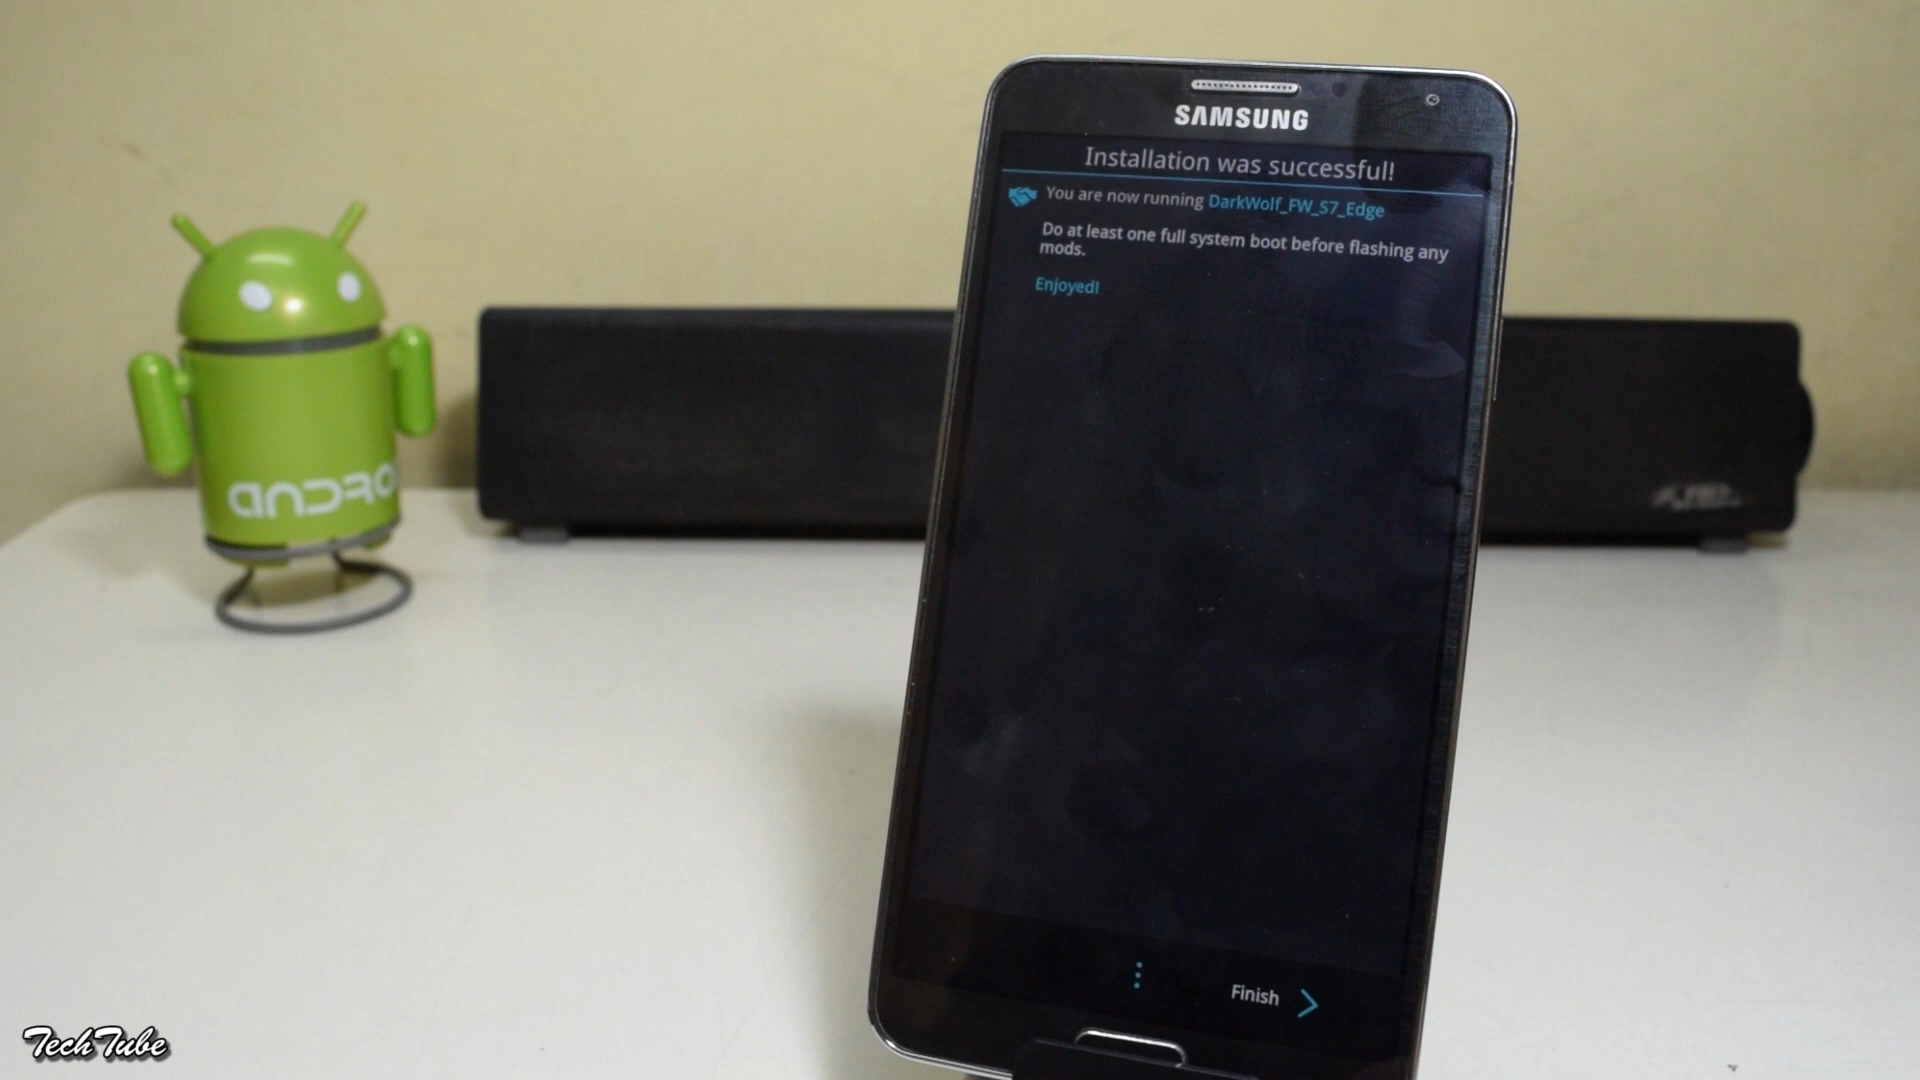 SAMSUNG
Installation was successful!
You are now running DarkWolf_FW_S7_Edge
Do at least one full system boot before flashing any
mods.
Enjoyed!
ANDRO
Finish
TechTube